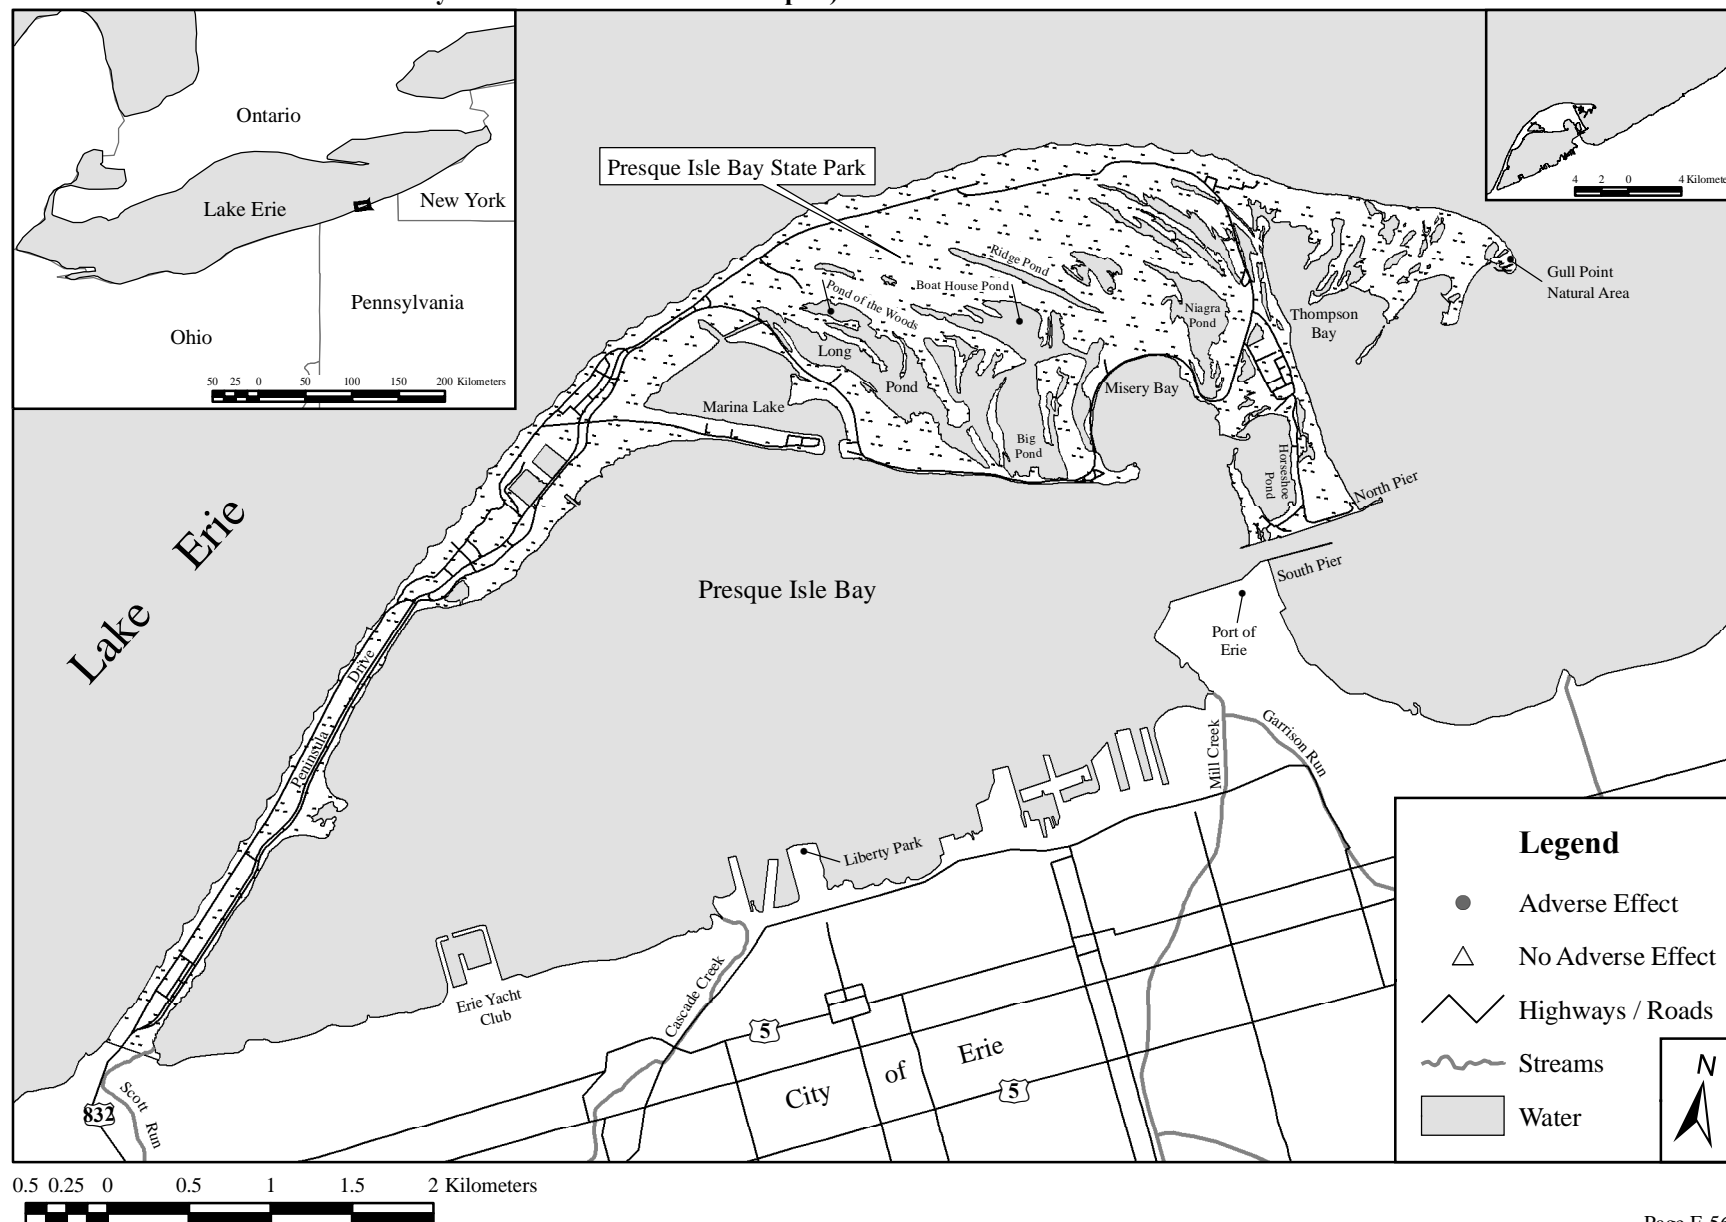 Ontario
Lake Erie
New York
Pennsylvania
Ohio
50 25 0 50 100 150 200 Kilometers
4 2 0 4
Presque Isle Bay State Park
Ridge Pond
Boat House Pond
Pond of the Woods
Niagra
Pond
Thompson
Bay
Gull Point
Natural Area
Long
Pond
Marina Lake
Misery Bay
Big
Pond
Horseshoe
Pond
North Pier
South Pier
Lake Erie
Presque Isle Bay
Port of
Erie
Peninsula Drive
Mill Creek
Garrison Run
Liberty Park
Erie Yacht
Club
Cascade Creek
5
City of Erie
5
Scott Run
832
Legend
Adverse Effect
No Adverse Effect
Highways / Roads
Streams
Water
N
0.5 0.25 0 0.5 1 1.5 2 Kilometers